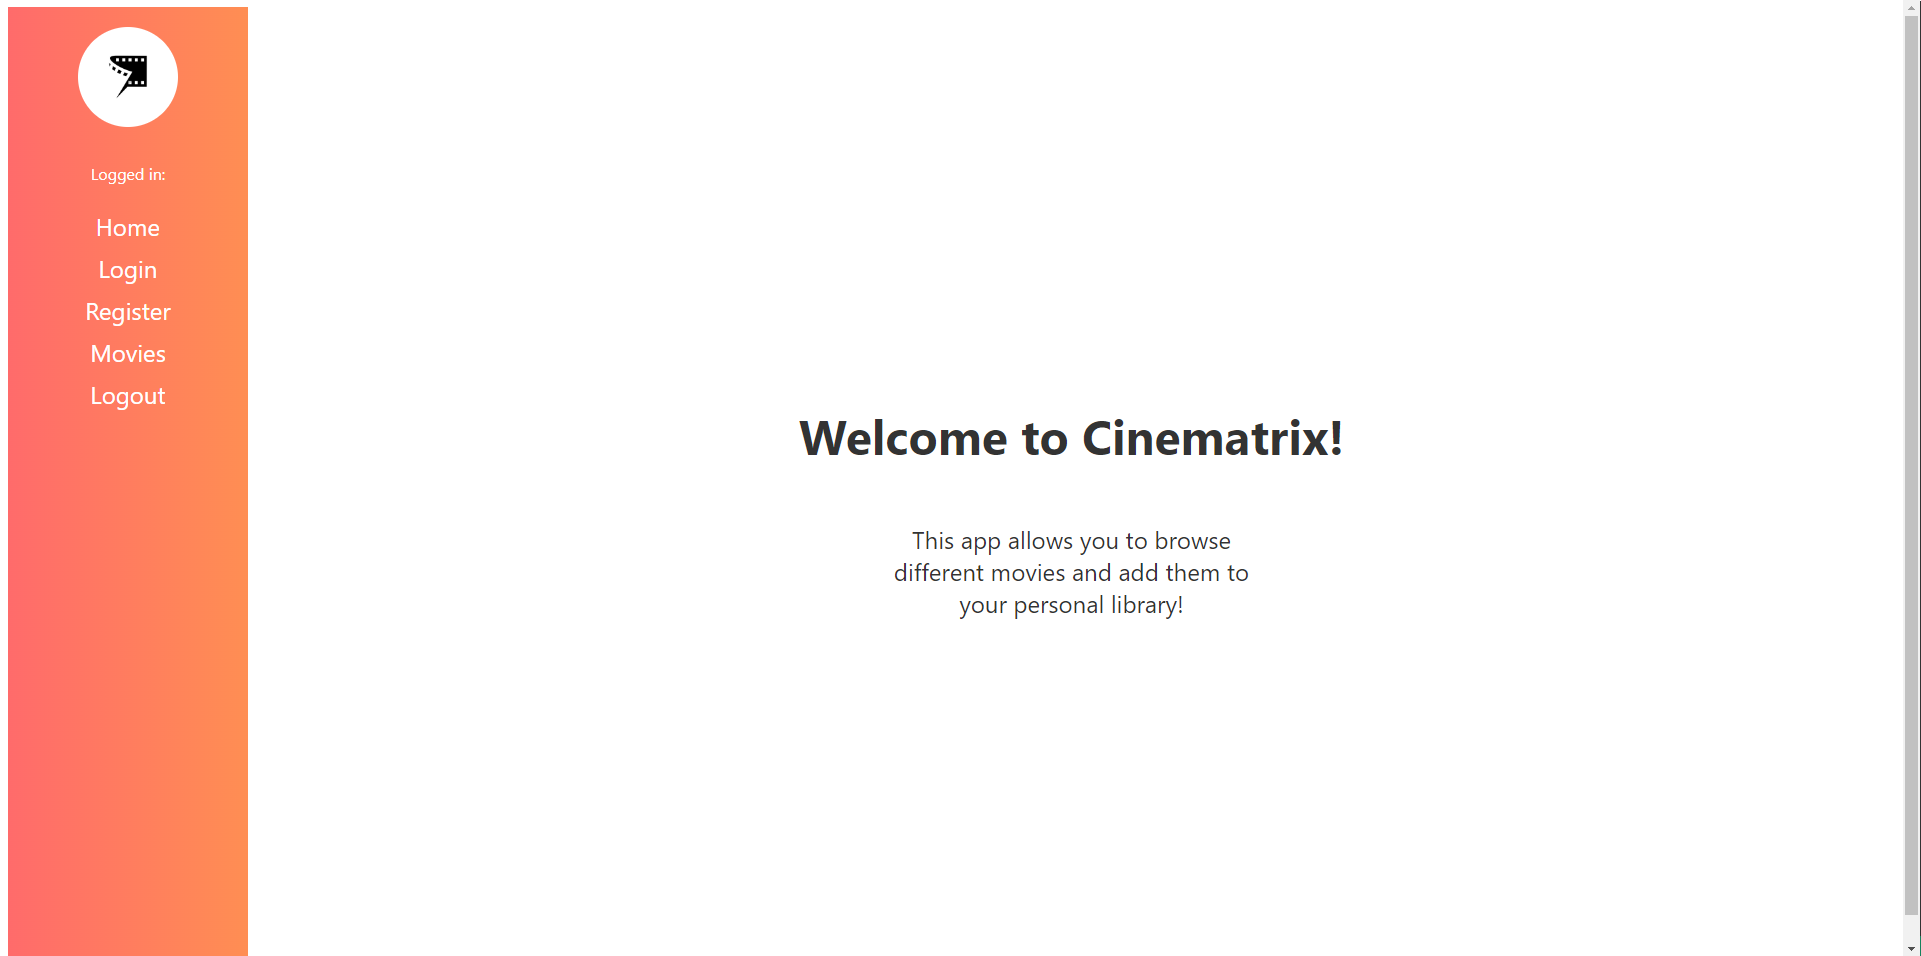 Logged in:
Home
Login
Register
Movies
Logout
Welcome to Cinematrix!
This app allows you to browse
different movies and add them to
your personal library!